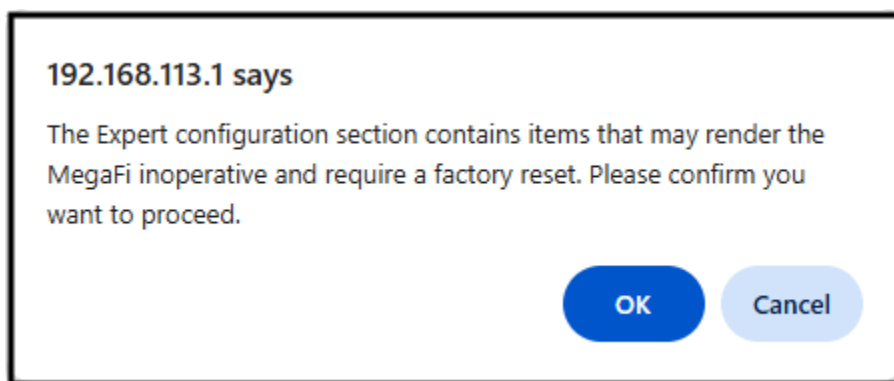 192.168.113.1 says
The Expert configuration section contains items that may render the
MegaFi inoperative and require a factory reset. Please confirm you
want to proceed.
OK Cancel